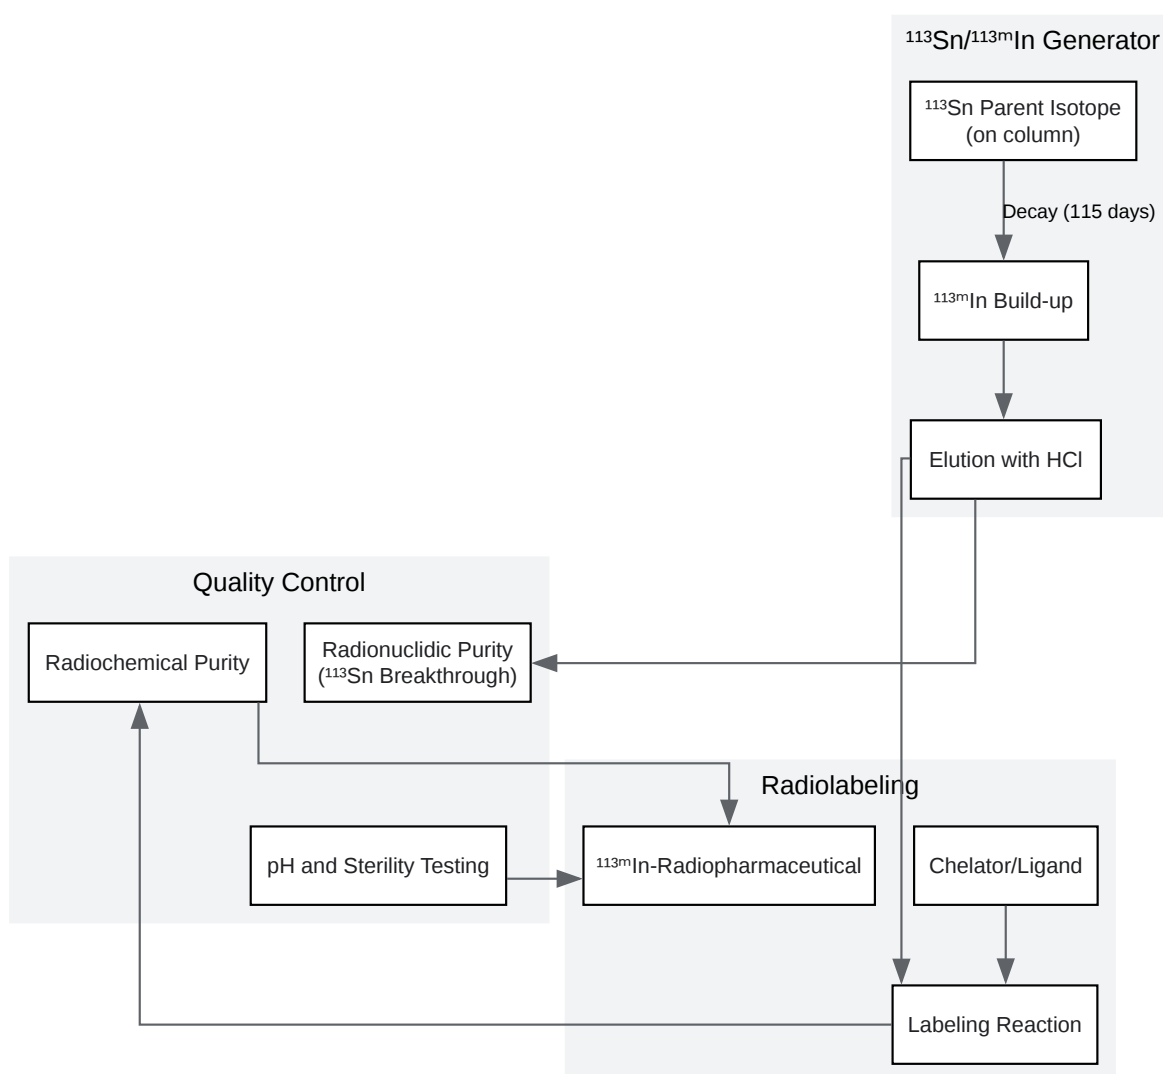 ¹¹³Sn/¹¹³ᵐIn Generator
¹¹³Sn Parent Isotope
(on column)
Decay (115 days)
¹¹³ᵐIn Build-up
Elution with HCl
Quality Control
Radiochemical Purity
Radionuclidic Purity
(¹¹³Sn Breakthrough)
Radiolabeling
pH and Sterility Testing
¹¹³ᵐIn-Radiopharmaceutical
Chelator/Ligand
Labeling Reaction